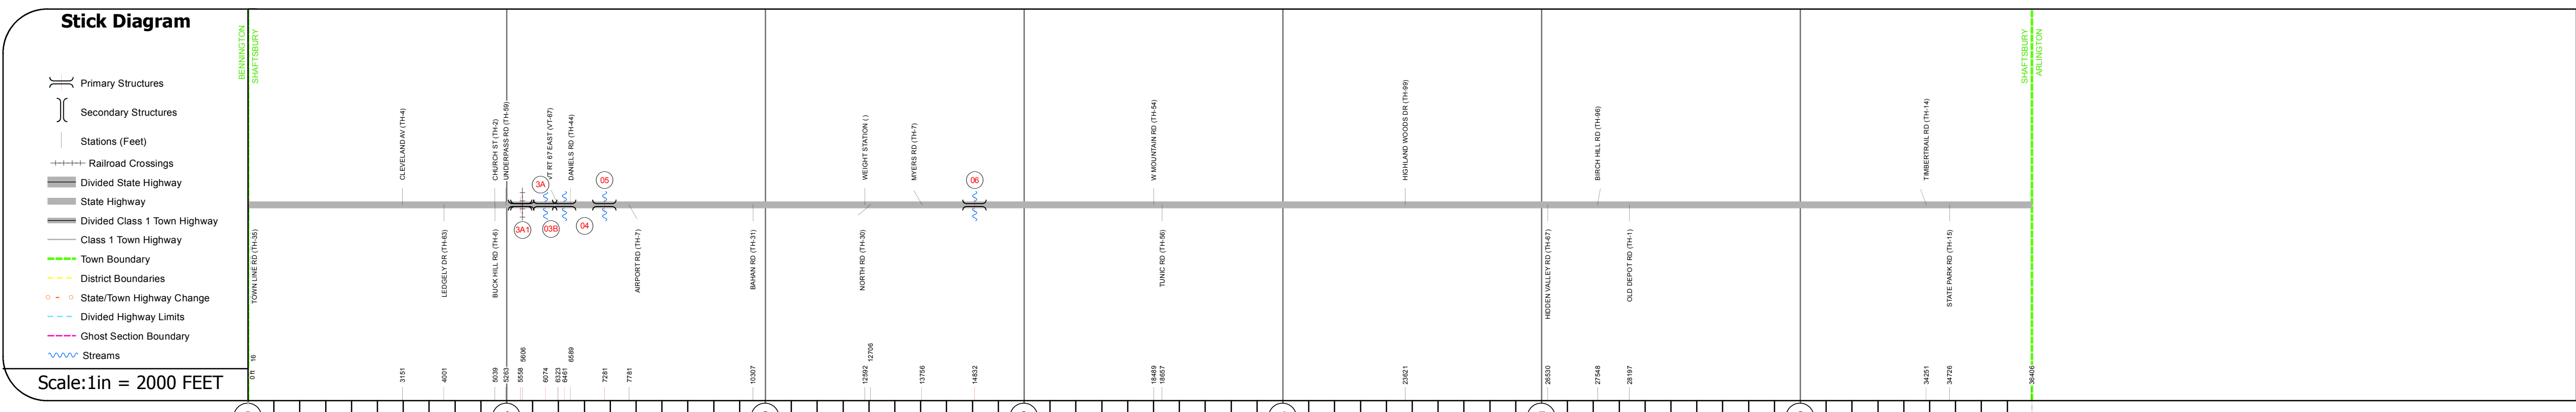 Stick Diagram
Primary Structures
Secondary Structures
Stations (Feet)
Railroad Crossings
Divided State Highway
State Highway
Divided Class 1 Town Highway
Class 1 Town Highway
Town Boundary
District Boundaries
State/Town Highway Change
Divided Highway Limits
Ghost Section Boundary
Streams
Scale:1in = 2000 FEET
BENNINGTON
SHAFTSBURY
SHAFTSBURY
ARLINGTON
CLEVELAND AV (TH-4)
CHURCH ST (TH-2)
UNDERPASS RD (TH-59)
VT RT 67 EAST (VT-67)
DANIELS RD (TH-44)
WEIGHT STATION ( )
MYERS RD (TH-7)
W MOUNTAIN RD (TH-54)
HIGHLAND WOODS DR (TH-99)
BIRCH HILL RD (TH-96)
TIMBERTRAIL RD (TH-14)
3A
05
06
3A1
03B
04
TOWN LINE RD (TH-35)
LEDGELY DR (TH-63)
BUCK HILL RD (TH-6)
AIRPORT RD (TH-7)
BAHAN RD (TH-31)
NORTH RD (TH-30)
TUNIC RD (TH-56)
HIDDEN VALLEY RD (TH-67)
OLD DEPOT RD (TH-1)
STATE PARK RD (TH-15)
0 ft
16
3151
4001
5039
5263
5558
5606
6074
6323
6461
6589
7281
7781
10307
12592
12706
13756
14832
18489
18657
23621
26530
27548
28197
34251
34726
36406